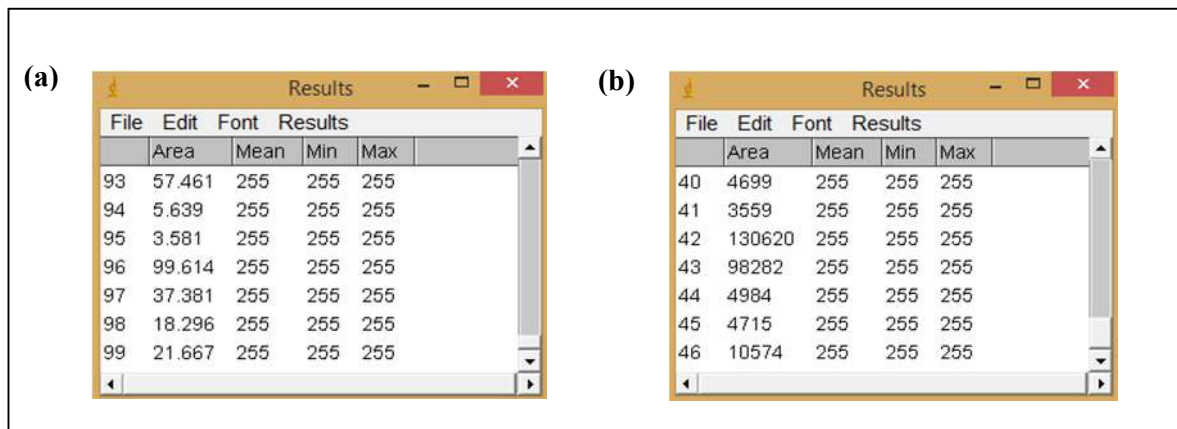 (a)
Results
File Edit Font Results
Area Mean Min Max
93 57.461 255 255 255
94 5.639 255 255 255
95 3.581 255 255 255
96 99.614 255 255 255
97 37.381 255 255 255
98 18.296 255 255 255
99 21.667 255 255 255
(b)
Results
File Edit Font Results
Area Mean Min Max
40 4699 255 255 255
41 3559 255 255 255
42 130620 255 255 255
43 98282 255 255 255
44 4984 255 255 255
45 4715 255 255 255
46 10574 255 255 255